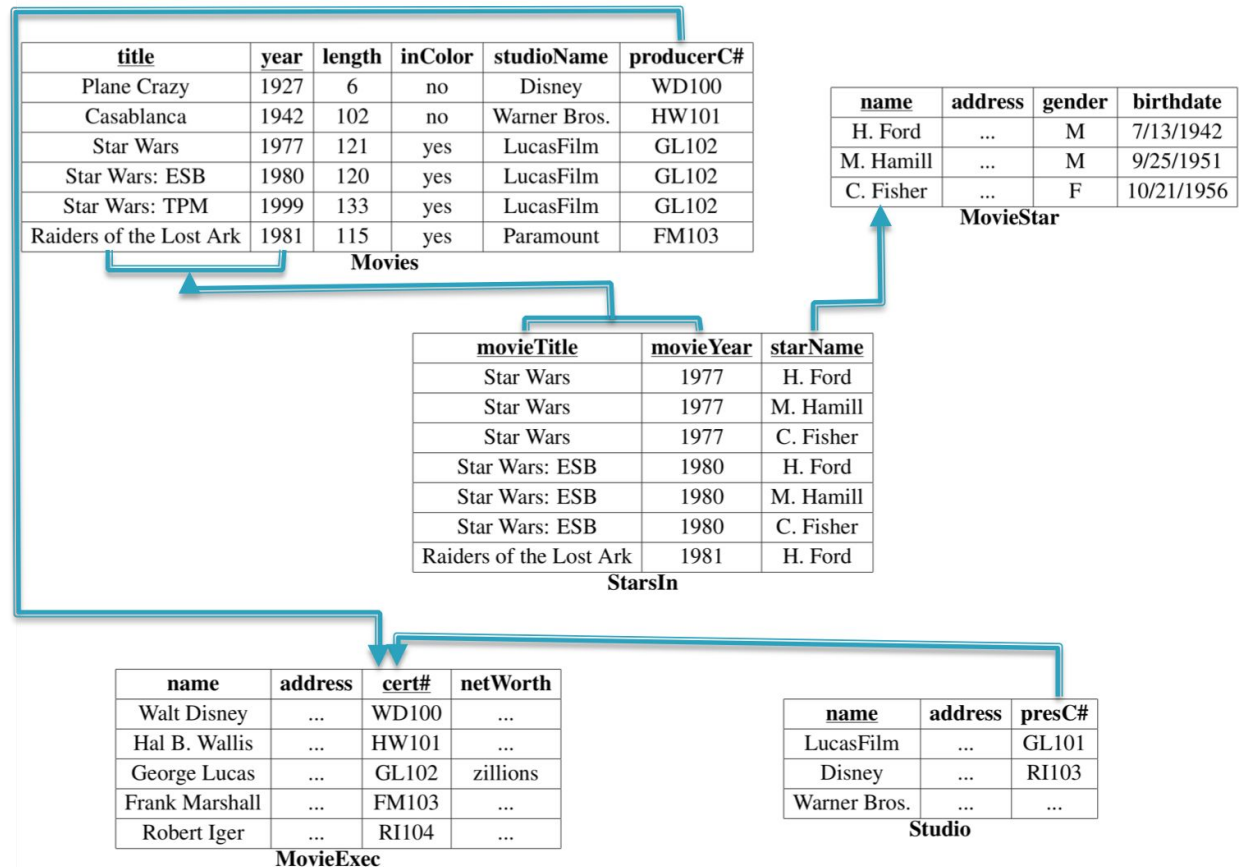 title year length inColor studioName producerC#
Plane Crazy 1927 6 no Disney WD100
Casablanca 1942 102 no Warner Bros. HW101
Star Wars 1977 121 yes LucasFilm GL102
Star Wars: ESB 1980 120 yes LucasFilm GL102
Star Wars: TPM 1999 133 yes LucasFilm GL102
Raiders of the Lost Ark 1981 115 yes Paramount FM103
Movies
name address gender birthdate
H. Ford ... M 7/13/1942
M. Hamill ... M 9/25/1951
C. Fisher ... F 10/21/1956
MovieStar
movieTitle movieYear starName
Star Wars 1977 H. Ford
Star Wars 1977 M. Hamill
Star Wars 1977 C. Fisher
Star Wars: ESB 1980 H. Ford
Star Wars: ESB 1980 M. Hamill
Star Wars: ESB 1980 C. Fisher
Raiders of the Lost Ark 1981 H. Ford
StarsIn
name address cert# netWorth
Walt Disney ... WD100 ...
Hal B. Wallis ... HW101 ...
George Lucas ... GL102 zillions
Frank Marshall ... FM103 ...
Robert Iger ... RI104 ...
MovieExec
name address presC#
LucasFilm ... GL101
Disney ... RI103
Warner Bros. ... ...
Studio